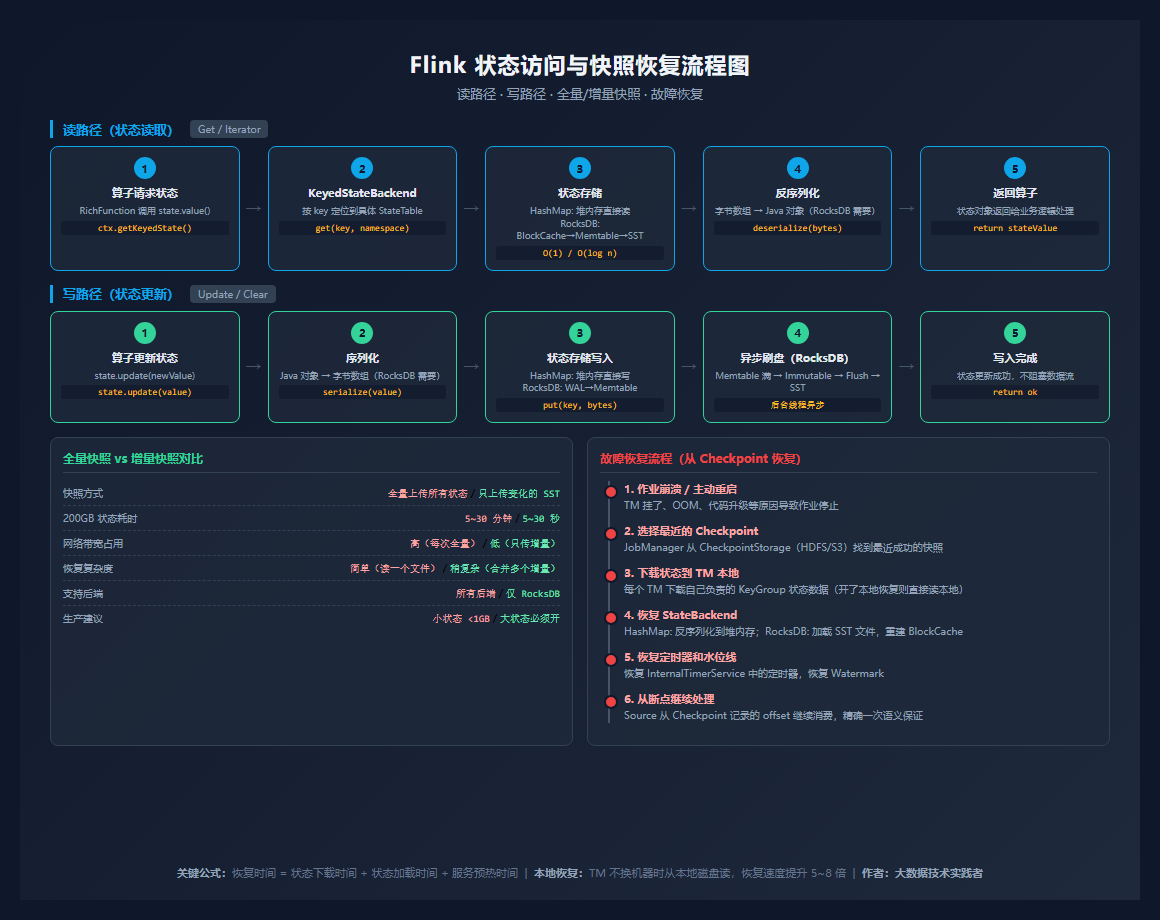 Flink 状态访问与快照恢复流程图
读路径 · 写路径 · 全量/增量快照 · 故障恢复
读路径（状态读取） Get / Iterator
1
算子请求状态
RichFunction 调用 state.value()
ctx.getKeyedState()
→
2
KeyedStateBackend
按 key 定位到具体 StateTable
get(key, namespace)
→
3
状态存储
HashMap: 堆内存直接读
RocksDB:
BlockCache→Memtable→SST
O(1) / O(log n)
→
4
反序列化
字节数组 → Java 对象（RocksDB 需要）
deserialize(bytes)
→
5
返回算子
状态对象返回给业务逻辑处理
return stateValue
写路径（状态更新） Update / Clear
1
算子更新状态
state.update(newValue)
state.update(value)
→
2
序列化
Java 对象 → 字节数组（RocksDB 需要）
serialize(value)
→
3
状态存储写入
HashMap: 堆内存直接写
RocksDB: WAL→Memtable
put(key, bytes)
→
4
异步刷盘（RocksDB）
Memtable 满 → Immutable → Flush →
SST
后台线程异步
→
5
写入完成
状态更新成功，不阻塞数据流
return ok
全量快照 vs 增量快照对比
快照方式 全量上传所有状态 / 只上传变化的 SST
200GB 状态耗时 5~30 分钟 / 5~30 秒
网络带宽占用 高（每次全量） / 低（只传增量）
恢复复杂度 简单（读一个文件） / 稍复杂（合并多个增量）
支持后端 所有后端 / 仅 RocksDB
生产建议 小状态 <1GB / 大状态必须开
故障恢复流程（从 Checkpoint 恢复）
1. 作业崩溃 / 主动重启
TM 挂了、OOM、代码升级等原因导致作业停止
2. 选择最近的 Checkpoint
JobManager 从 CheckpointStorage（HDFS/S3）找到最近成功的快照
3. 下载状态到 TM 本地
每个 TM 下载自己负责的 KeyGroup 状态数据（开了本地恢复则直接读本地）
4. 恢复 StateBackend
HashMap: 反序列化到堆内存；RocksDB: 加载 SST 文件，重建 BlockCache
5. 恢复定时器和水位线
恢复 InternalTimerService 中的定时器，恢复 Watermark
6. 从断点继续处理
Source 从 Checkpoint 记录的 offset 继续消费，精确一次语义保证
关键公式：恢复时间 = 状态下载时间 + 状态加载时间 + 服务预热时间 | 本地恢复：TM 不换机器时从本地磁盘读，恢复速度提升 5~8 倍 | 作者：大数据技术实践者